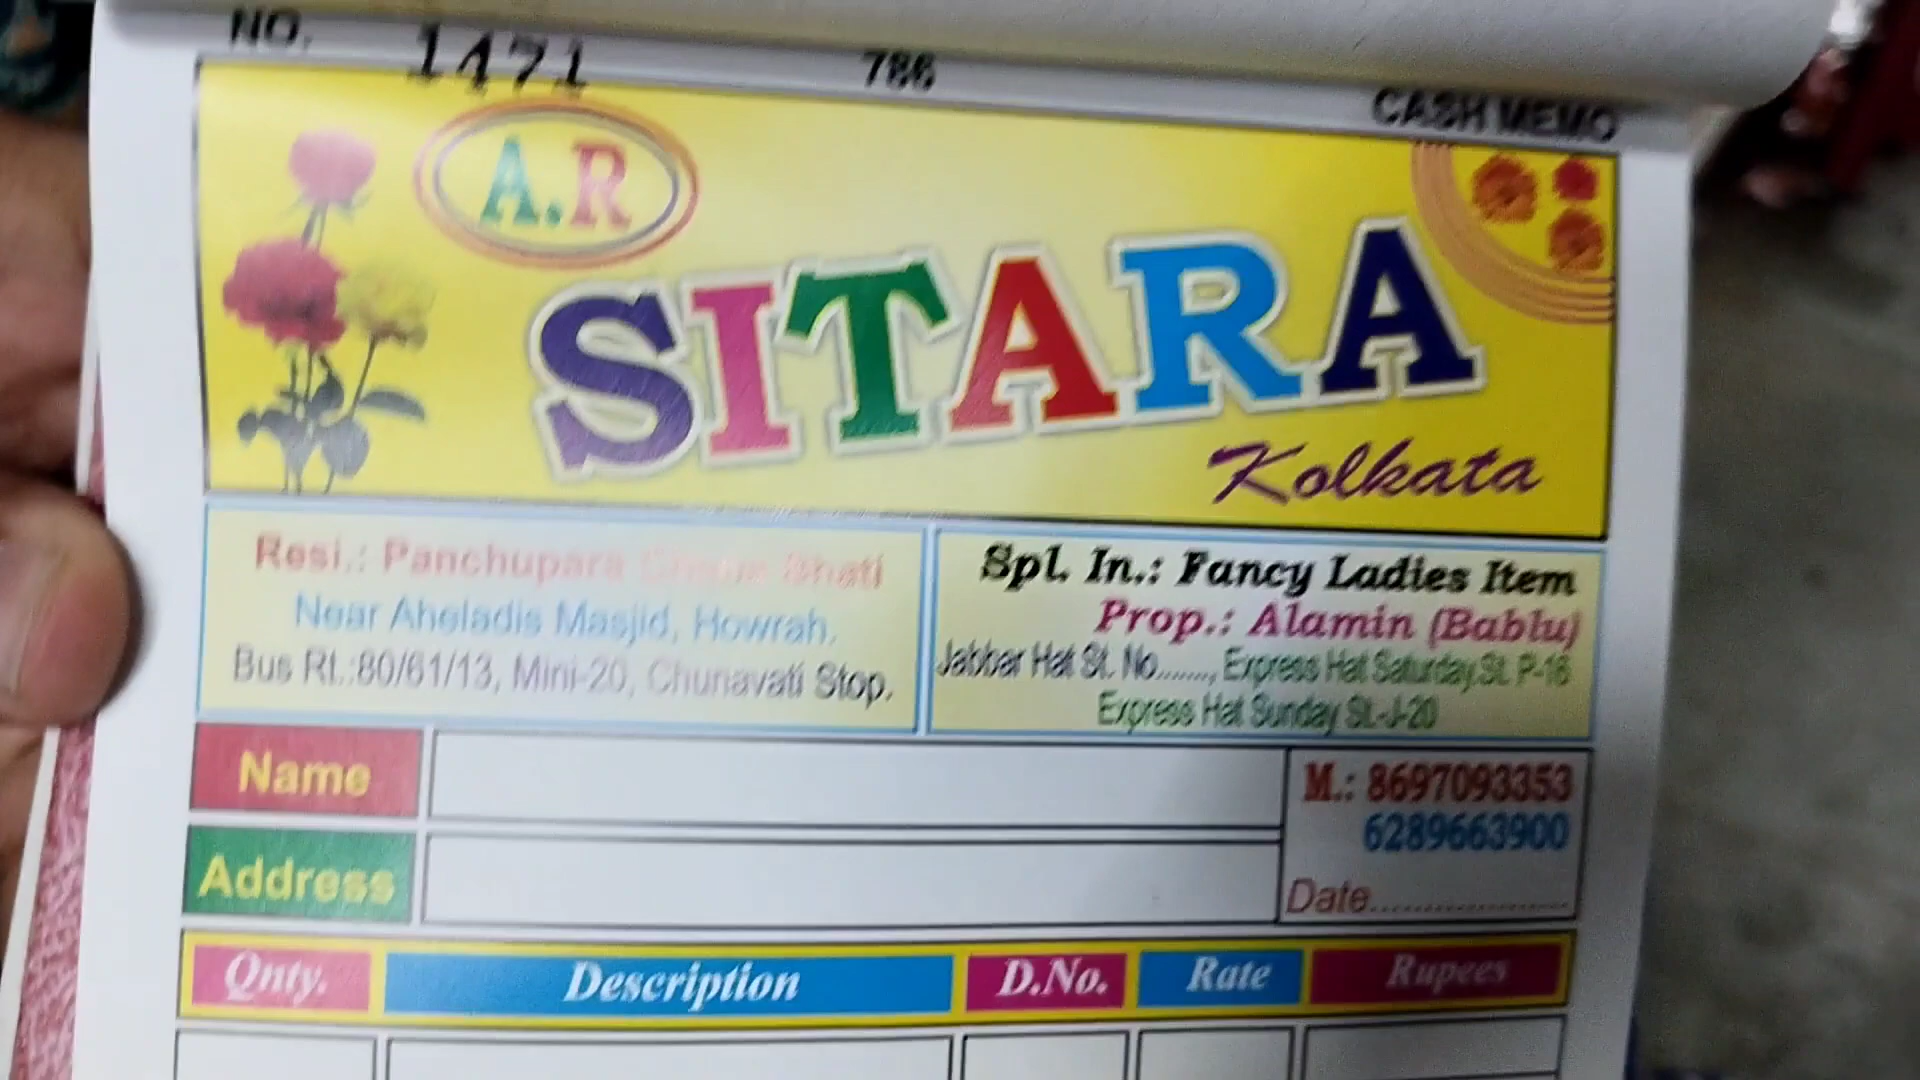 NO. 1471 786 CASH MEMO
A.R
SITARA
Kolkata
Resi.: Panchupara
Near Aheladis Masjid, Howrah.
Bus Rt.:80/61/13, Mini-20, Chunavati Stop.
Spl. In.: Fancy Ladies Item
Prop.: Alamin (Bablu)
Jabbar Hat St. No........, Express Hat Saturday.St. P-16
Express Hat Sunday St.-J-20
Name
M.: 8697093353
6289663900
Address
Date....................
Qnty. Description D.No. Rate Rupees